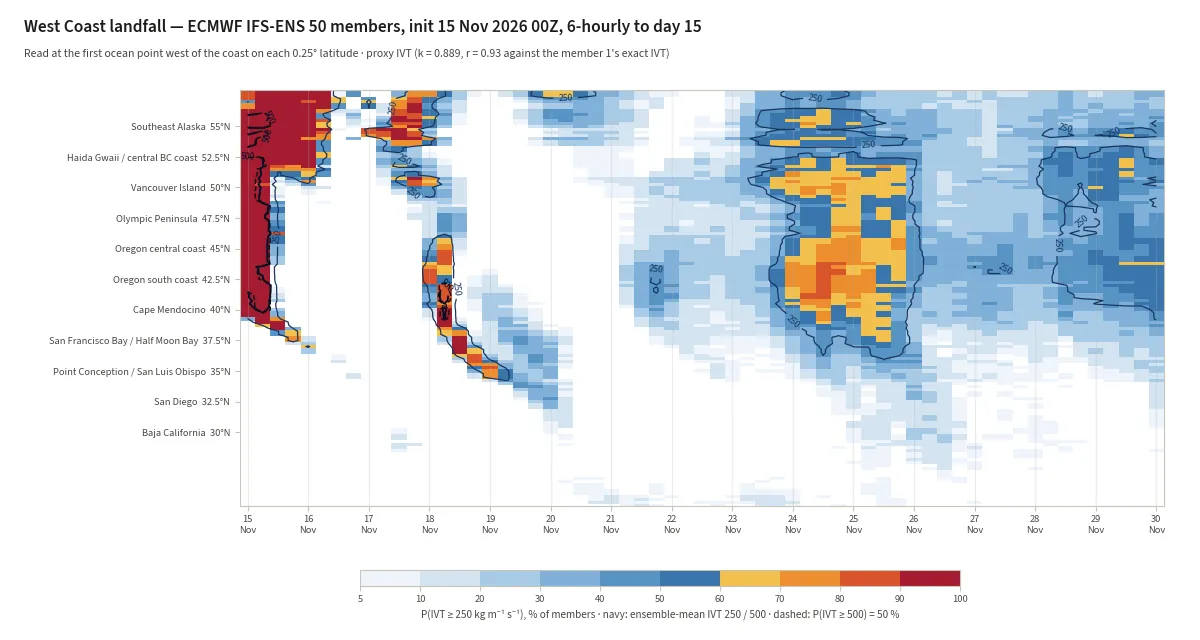 West Coast landfall — ECMWF IFS-ENS 50 members, init 15 Nov 2026 00Z, 6-hourly to day 15
Read at the first ocean point west of the coast on each 0.25° latitude · proxy IVT (k = 0.889, r = 0.93 against the member 1's exact IVT)
Southeast Alaska 55°N
Haida Gwaii / central BC coast 52.5°N
Vancouver Island 50°N
Olympic Peninsula 47.5°N
Oregon central coast 45°N
Oregon south coast 42.5°N
Cape Mendocino 40°N
San Francisco Bay / Half Moon Bay 37.5°N
Point Conception / San Luis Obispo 35°N
San Diego 32.5°N
Baja California 30°N
250
250
250
250
250
250
250
250
250
250
250
500
15 16 17 18 19 20 21 22 23 24 25 26 27 28 29 30
Nov Nov Nov Nov Nov Nov Nov Nov Nov Nov Nov Nov Nov Nov Nov Nov
5 10 20 30 40 50 60 70 80 90 100
P(IVT ≥ 250 kg m⁻¹ s⁻¹), % of members · navy: ensemble-mean IVT 250 / 500 · dashed: P(IVT ≥ 500) = 50 %